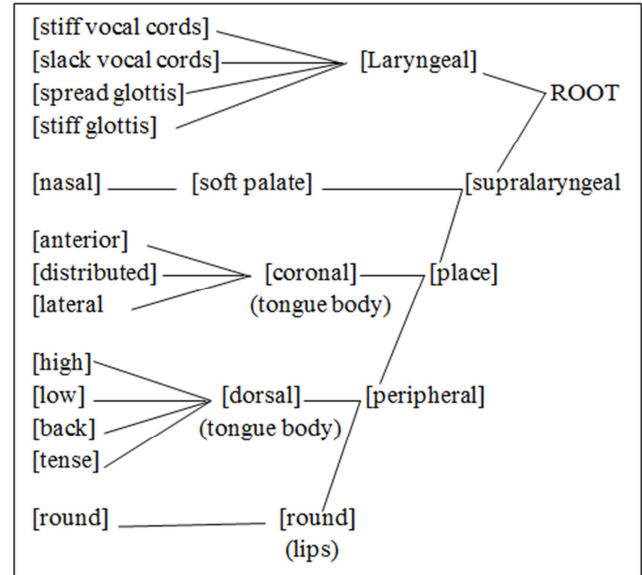 [stiff vocal cords]
[slack vocal cords] [Laryngeal]
[spread glottis] ROOT
[stiff glottis]
[nasal] [soft palate] [supralaryngeal
[anterior]
[distributed] [coronal] [place]
[lateral (tongue body)
[high]
[low] [dorsal] [peripheral]
[back] (tongue body)
[tense]
[round] [round]
(lips)